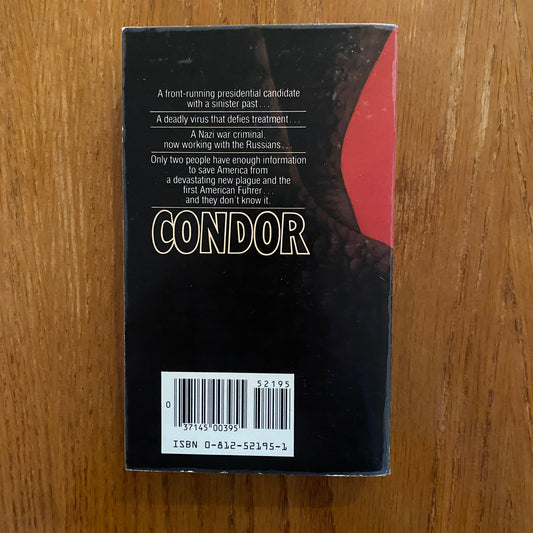 A front-running presidential candidate
with a sinister past. . .
A deadly virus that defies treatment. . .
A Nazi war criminal,
now working with the Russians. . .
Only two people have enough information
to save America from
a devastating new plague and the
first American Fuhrer. . .
and they don't know it.
CONDOR
52195
0
37145 00395
ISBN 0-812-52195-1